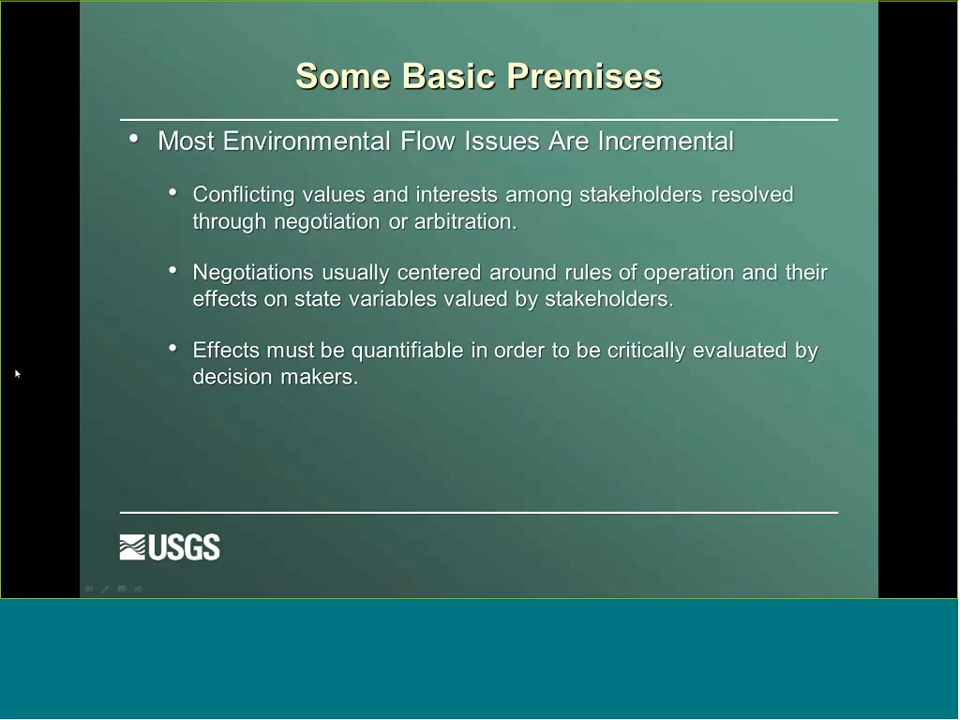 Some Basic Premises
• Most Environmental Flow Issues Are Incremental
• Conflicting values and interests among stakeholders resolved
through negotiation or arbitration.
• Negotiations usually centered around rules of operation and their
effects on state variables valued by stakeholders.
• Effects must be quantifiable in order to be critically evaluated by
decision makers.
USGS